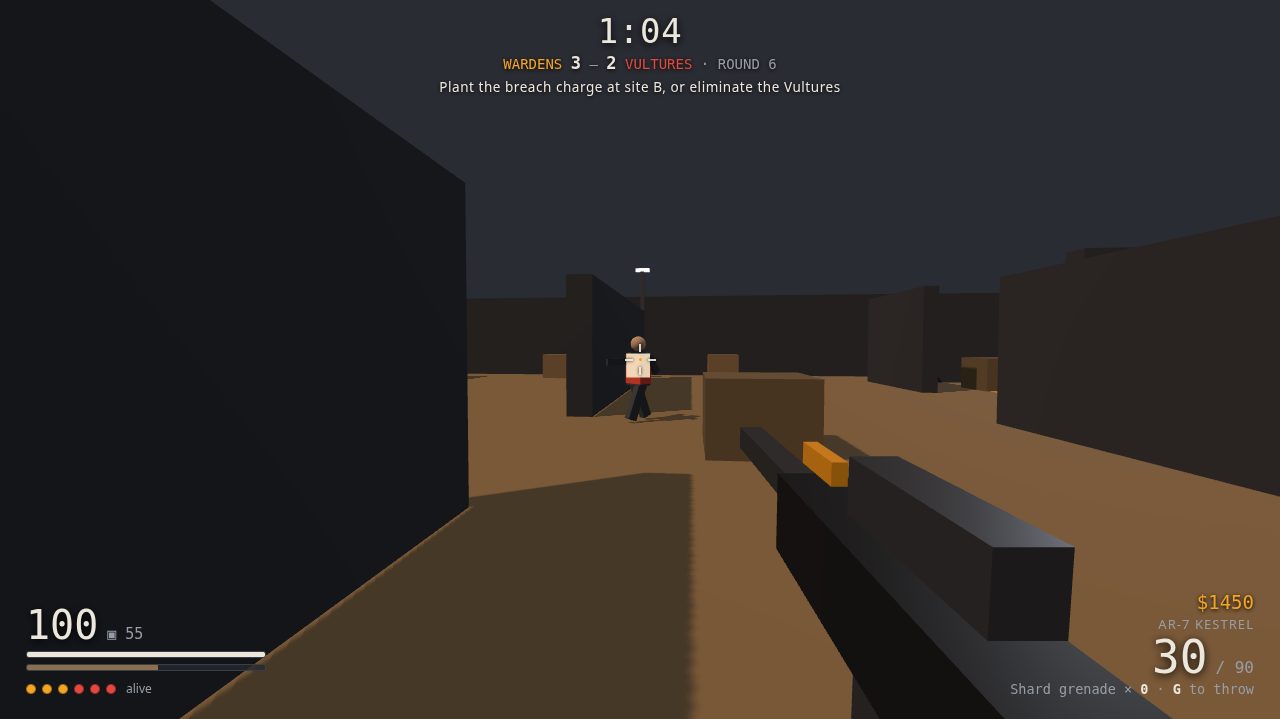 1:04
WARDENS 3 — 2 VULTURES · ROUND 6
Plant the breach charge at site B, or eliminate the Vultures
100 ▣ 55
alive
$1450
AR-7 KESTREL
30 / 90
Shard grenade × 0 · G to throw